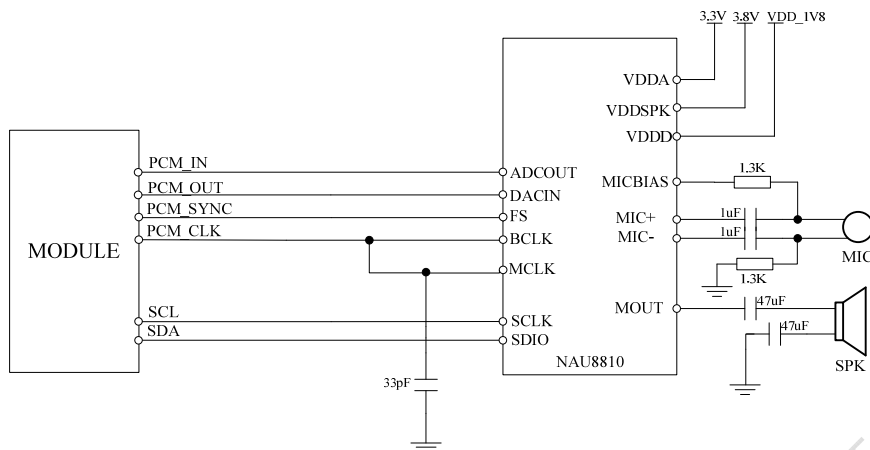 3.3V 3.8V VDD_1V8
VDDA
VDDSPK
VDDD
PCM_IN
ADCOUT
MICBIAS
1.3K
PCM_OUT
DACIN
PCM_SYNC
FS
MIC+
1uF
PCM_CLK
BCLK
MIC-
1uF
MODULE
MIC
MCLK
1.3K
SCL
SCLK
MOUT
47uF
SDA
SDIO
47uF
NAU8810
SPK
33pF